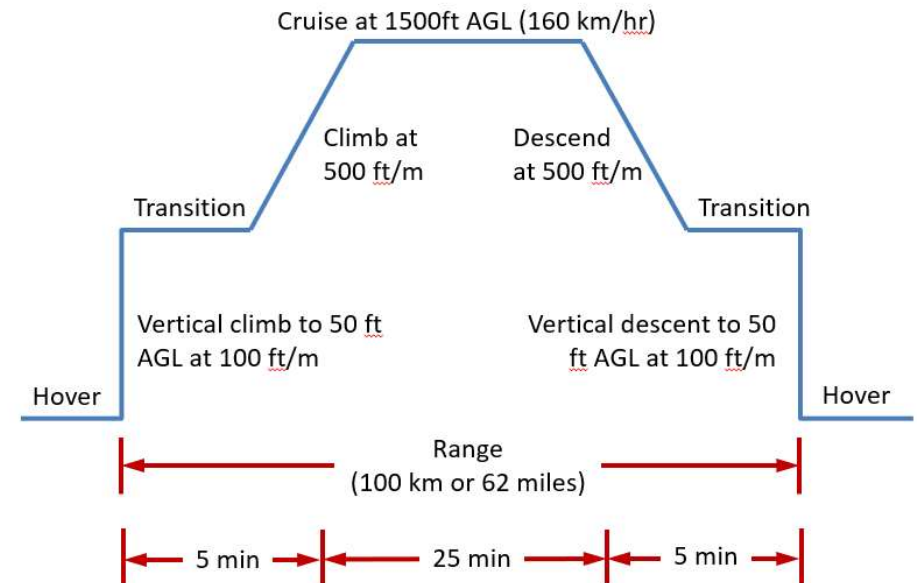 Cruise at 1500ft AGL (160 km/hr)
Climb at
500 ft/m
Descend
at 500 ft/m
Transition
Transition
Vertical climb to 50 ft
AGL at 100 ft/m
Vertical descent to 50
ft AGL at 100 ft/m
Hover
Hover
Range
(100 km or 62 miles)
5 min
25 min
5 min